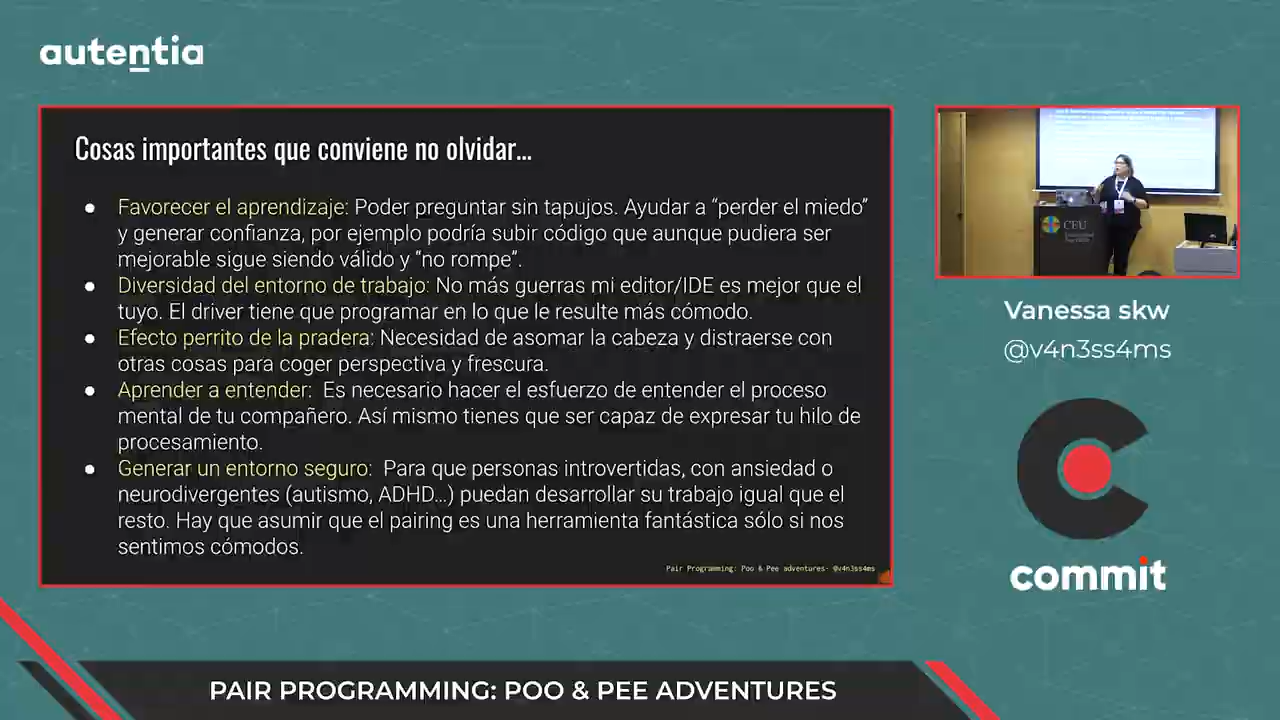 autentia
Cosas importantes que conviene no olvidar...
● Favorecer el aprendizaje: Poder preguntar sin tapujos. Ayudar a “perder el miedo”
y generar confianza, por ejemplo podría subir código que aunque pudiera ser
mejorable sigue siendo válido y “no rompe”.
● Diversidad del entorno de trabajo: No más guerras mi editor/IDE es mejor que el
tuyo. El driver tiene que programar en lo que le resulte más cómodo.
● Efecto perrito de la pradera: Necesidad de asomar la cabeza y distraerse con
otras cosas para coger perspectiva y frescura.
● Aprender a entender:  Es necesario hacer el esfuerzo de entender el proceso
mental de tu compañero. Así mismo tienes que ser capaz de expresar tu hilo de
procesamiento.
● Generar un entorno seguro:  Para que personas introvertidas, con ansiedad o
neurodivergentes (autismo, ADHD…) puedan desarrollar su trabajo igual que el
resto. Hay que asumir que el pairing es una herramienta fantástica sólo si nos
sentimos cómodos.
Pair Programming: Poo & Pee adventures- @v4n3ss4ms
CEU
Vanessa skw
@v4n3ss4ms
commit
PAIR PROGRAMMING: POO & PEE ADVENTURES